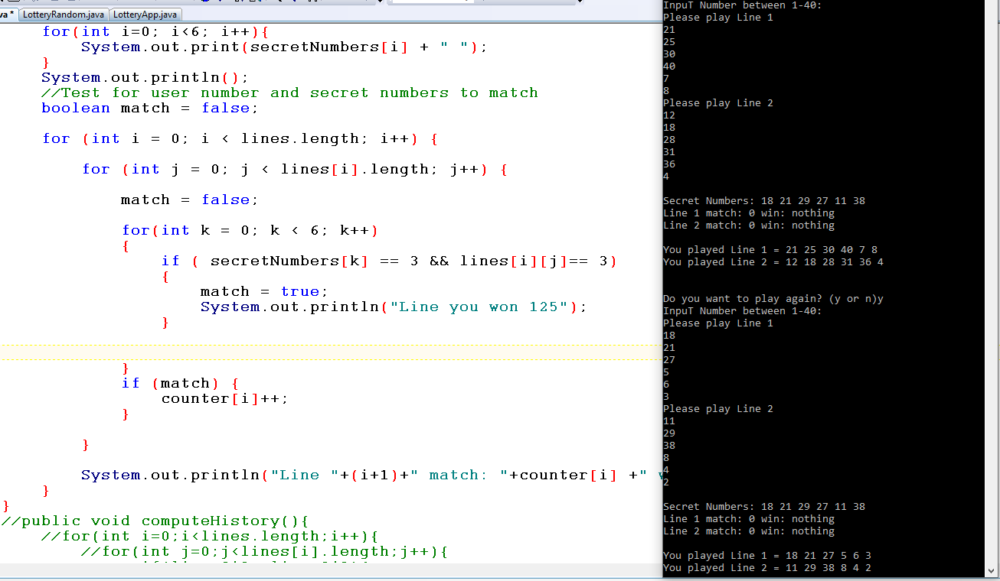 va * LotteryRandom.java LotteryApp.java
for(int i=0; i<6; i++){
System.out.print(secretNumbers[i] + " ");
}
System.out.println();
//Test for user number and secret numbers to match
boolean match = false;
for (int i = 0; i < lines.length; i++) {
for (int j = 0; j < lines[i].length; j++) {
match = false;
for(int k = 0; k < 6; k++)
{
if ( secretNumbers[k] == 3 && lines[i][j]== 3)
{
match = true;
System.out.println("Line you won 125");
}
}
if (match) {
counter[i]++;
}
}
System.out.println("Line "+(i+1)+" match: "+counter[i] +" w
}
}
//public void computeHistory(){
//for(int i=0;i<lines.length;i++){
//for(int j=0;j<lines[i].length;j++){
InpuT Number between 1-40:
Please play Line 1
21
25
30
40
7
8
Please play Line 2
12
18
28
31
36
4
Secret Numbers: 18 21 29 27 11 38
Line 1 match: 0 win: nothing
Line 2 match: 0 win: nothing
You played Line 1 = 21 25 30 40 7 8
You played Line 2 = 12 18 28 31 36 4
Do you want to play again? (y or n)y
InpuT Number between 1-40:
Please play Line 1
18
21
27
5
6
3
Please play Line 2
11
29
38
8
4
2
Secret Numbers: 18 21 29 27 11 38
Line 1 match: 0 win: nothing
Line 2 match: 0 win: nothing
You played Line 1 = 18 21 27 5 6 3
You played Line 2 = 11 29 38 8 4 2